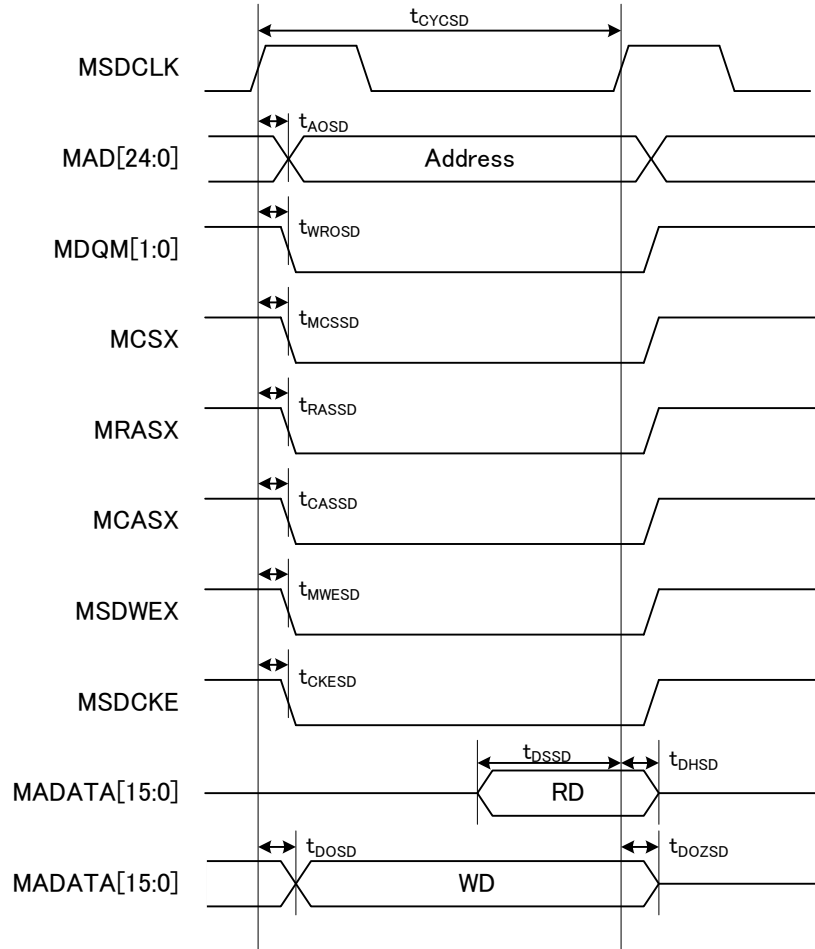 tCYCSD
MSDCLK
tAOSD
MAD[24:0]
Address
tWROSD
MDQM[1:0]
tMCSSD
MCSX
tRASSD
MRASX
tCASSD
MCASX
tMWESD
MSDWEX
tCKESD
MSDCKE
tDSSD
tDHSD
MADATA[15:0]
RD
tDOSD
tDOZSD
MADATA[15:0]
WD